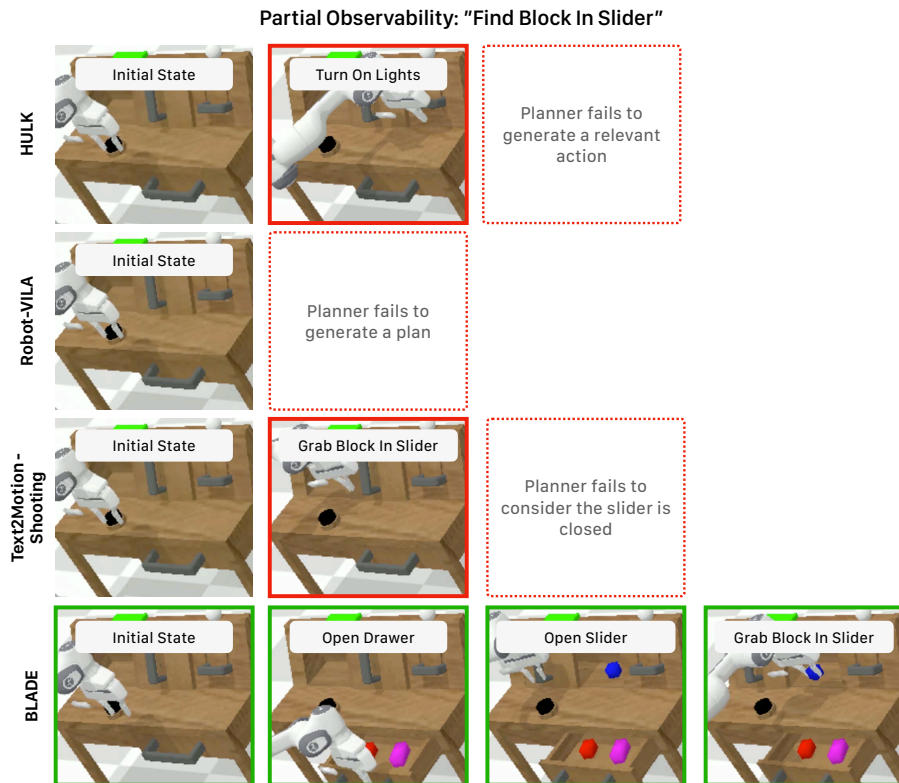 Partial Observability: "Find Block In Slider"
HULK
Initial State
Turn On Lights
Planner fails to
generate a relevant
action
Robot-VILA
Initial State
Planner fails to
generate a plan
Text2Motion -
Shooting
Initial State
Grab Block In Slider
Planner fails to
consider the slider is
closed
BLADE
Initial State
Open Drawer
Open Slider
Grab Block In Slider